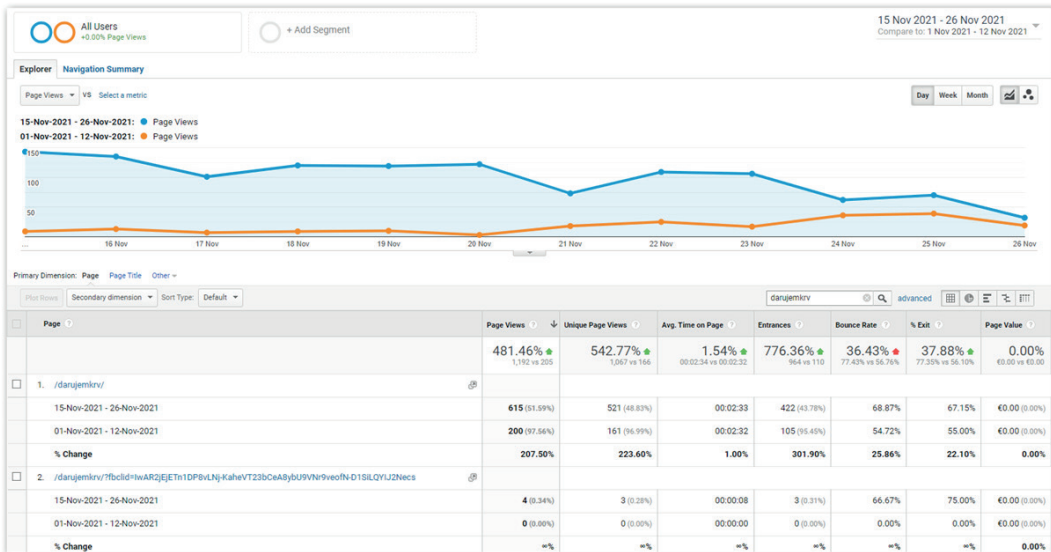 All Users
+0.00% Page Views
+ Add Segment
15 Nov 2021 - 26 Nov 2021
Compare to: 1 Nov 2021 - 12 Nov 2021
Explorer Navigation Summary
Page Views VS Select a metric
Day Week Month
15-Nov-2021 - 26-Nov-2021: Page Views
01-Nov-2021 - 12-Nov-2021: Page Views
150
100
50
... 16 Nov 17 Nov 18 Nov 19 Nov 20 Nov 21 Nov 22 Nov 23 Nov 24 Nov 25 Nov 26 Nov
Primary Dimension: Page Page Title Other
Plot Rows Secondary dimension Sort Type: Default darujemkrv advanced
Page Page Views Unique Page Views Avg. Time on Page Entrances Bounce Rate % Exit Page Value
481.46% 542.77% 1.54% 776.36% 36.43% 37.88% 0.00%
1,192 vs 205 1,067 vs 166 00:02:34 vs 00:02:32 964 vs 110 77.43% vs 56.76% 77.35% vs 56.10% €0.00 vs €0.00
1. /darujemkrv/
15-Nov-2021 - 26-Nov-2021 615 (51.59%) 521 (48.83%) 00:02:33 422 (43.78%) 68.87% 67.15% €0.00 (0.00%)
01-Nov-2021 - 12-Nov-2021 200 (97.56%) 161 (96.99%) 00:02:32 105 (95.45%) 54.72% 55.00% €0.00 (0.00%)
% Change 207.50% 223.60% 1.00% 301.90% 25.86% 22.10% 0.00%
2. /darujemkrv/?fbclid=IwAR2jEjETn1DP8vLNj-KaheVT23bCeA8ybU9VNr9veofN-D1SiLQYiJ2Necs
15-Nov-2021 - 26-Nov-2021 4 (0.34%) 3 (0.28%) 00:00:08 3 (0.31%) 66.67% 75.00% €0.00 (0.00%)
01-Nov-2021 - 12-Nov-2021 0 (0.00%) 0 (0.00%) 00:00:00 0 (0.00%) 0.00% 0.00% €0.00 (0.00%)
% Change ∞% ∞% ∞% ∞% ∞% ∞% 0.00%